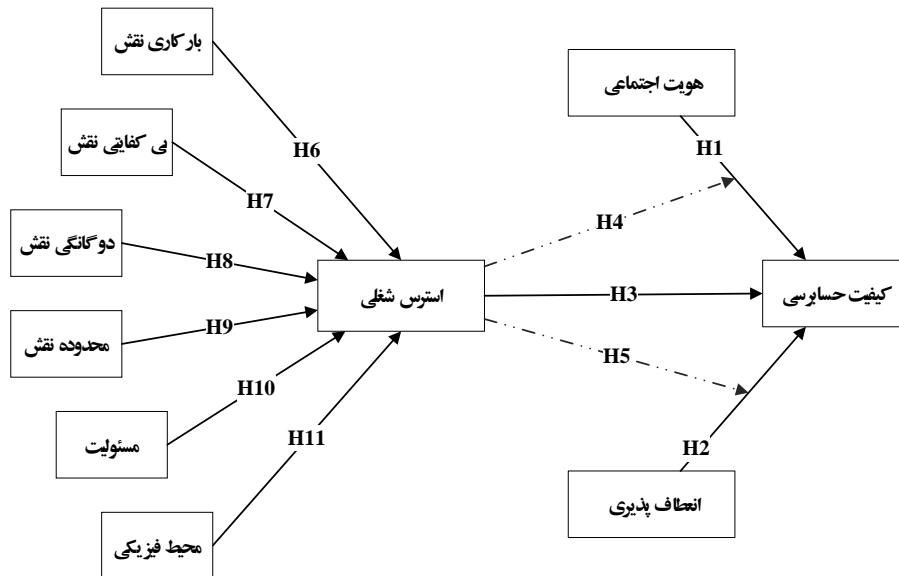 بار کاری نقش
هویت اجتماعی
H6
H1
بی کفایتی نقش
H7
H4
دوگانگی نقش
H8
استرس شغلی
H3
کیفیت حسابرسی
محدوده نقش
H9
H5
H10
مسئولیت
H11
H2
انعطاف پذیری
محیط فیزیکی